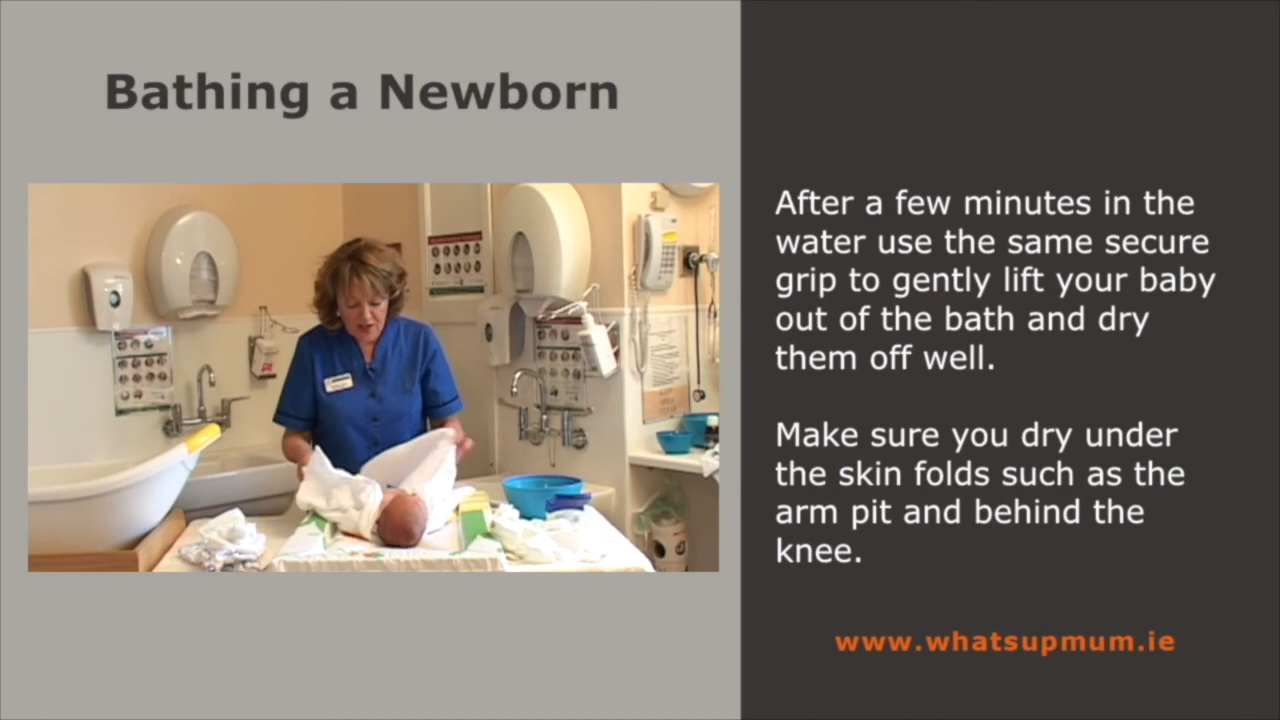 Bathing a Newborn
After a few minutes in the
water use the same secure
grip to gently lift your baby
out of the bath and dry
them off well.
Make sure you dry under
the skin folds such as the
arm pit and behind the
knee.
www.whatsupmum.ie